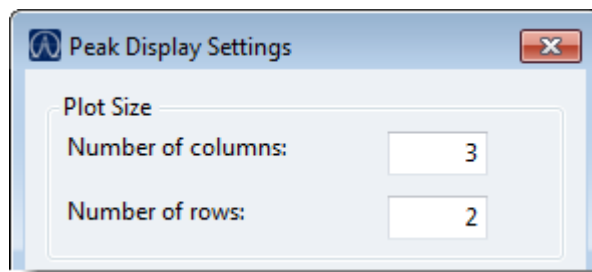 Peak Display Settings
Plot Size
Number of columns: 3
Number of rows: 2